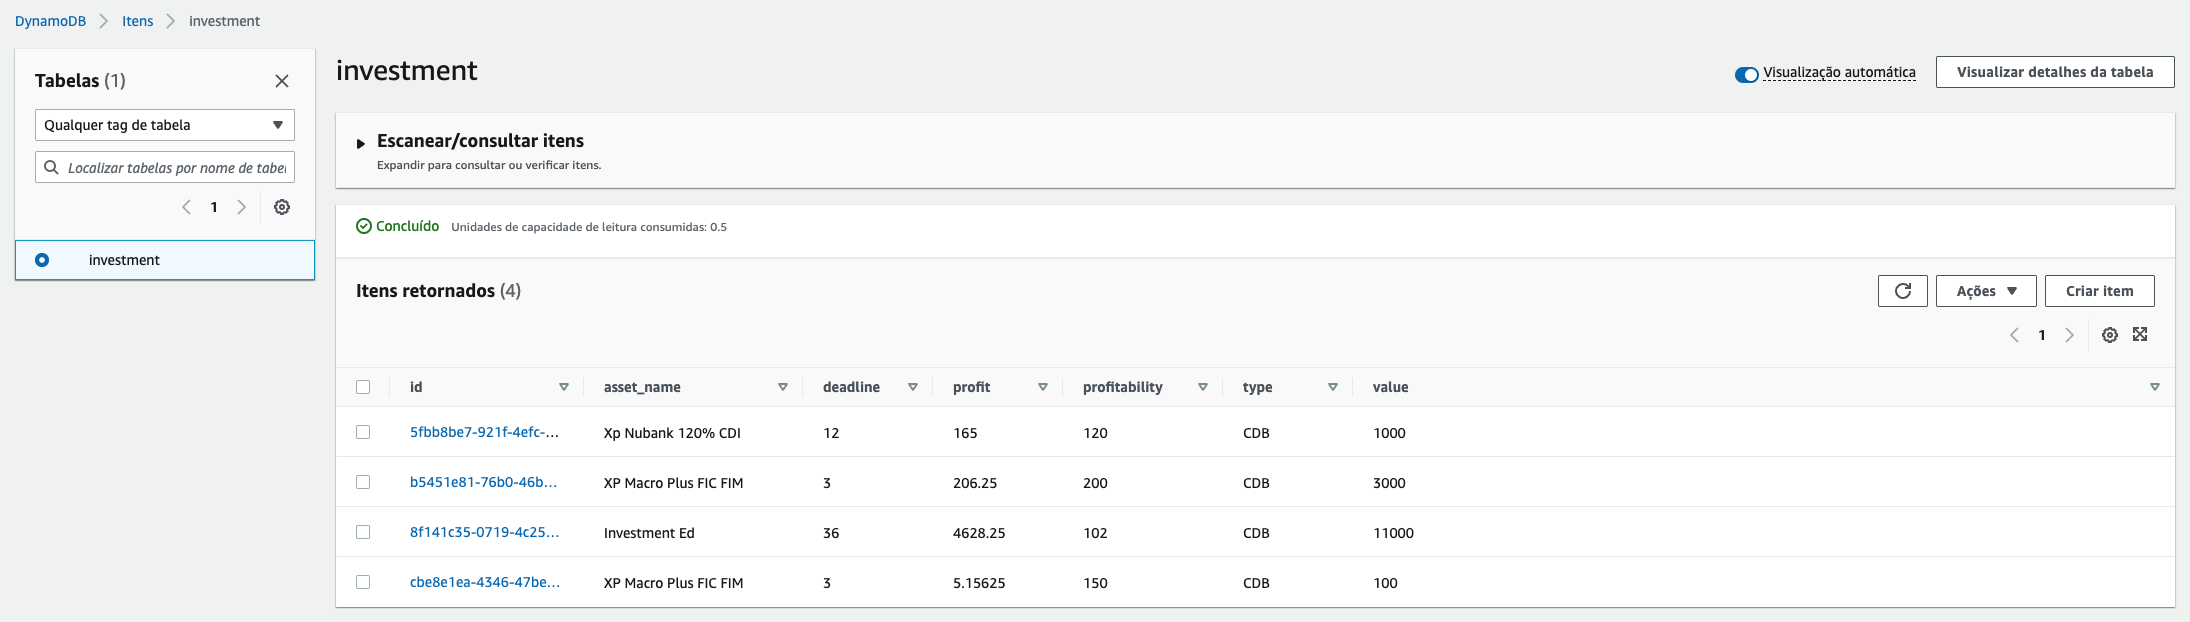 DynamoDB Itens investment
Tabelas (1)
Qualquer tag de tabela
Localizar tabelas por nome de tabel
1
investment
investment
Visualização automática
Visualizar detalhes da tabela
Escanear/consultar itens
Expandir para consultar ou verificar itens.
Concluído Unidades de capacidade de leitura consumidas: 0.5
Itens retornados (4)
Ações
Criar item
1
id asset_name deadline profit profitability type value
5fbb8be7-921f-4efc-... Xp Nubank 120% CDI 12 165 120 CDB 1000
b5451e81-76b0-46b... XP Macro Plus FIC FIM 3 206.25 200 CDB 3000
8f141c35-0719-4c25... Investment Ed 36 4628.25 102 CDB 11000
cbe8e1ea-4346-47be... XP Macro Plus FIC FIM 3 5.15625 150 CDB 100